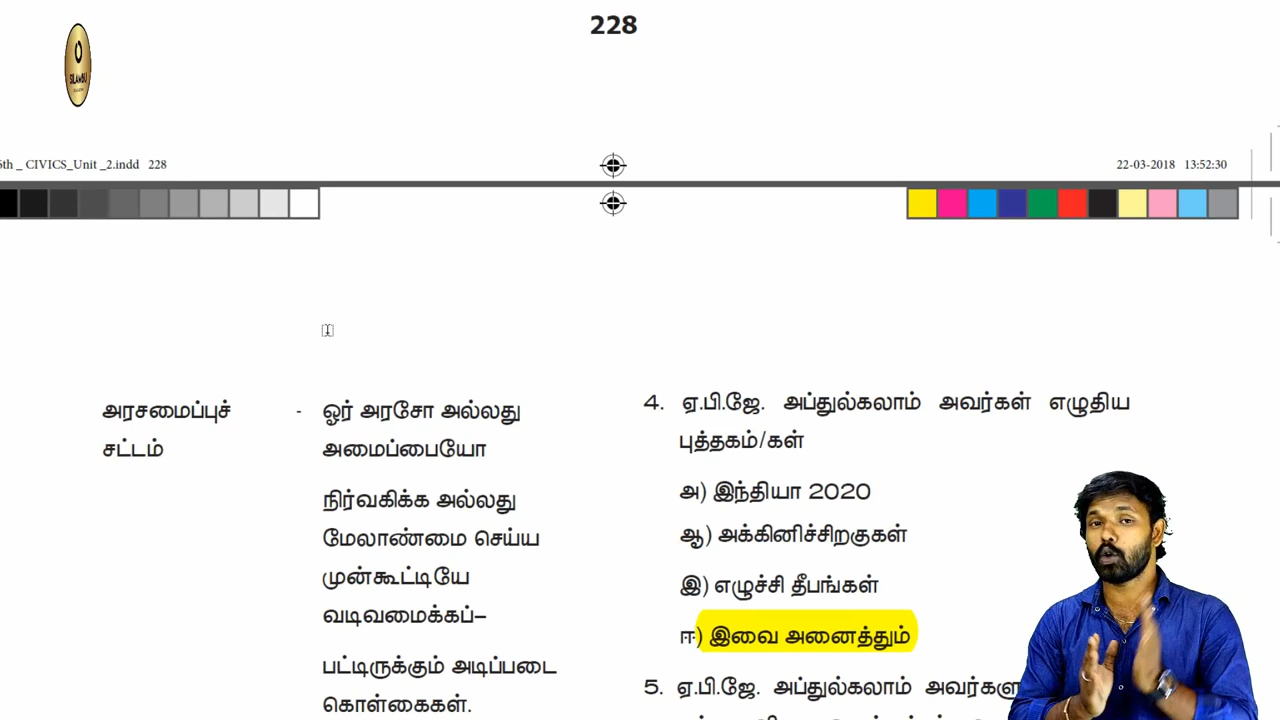 228
SILAMBU
6th _ CIVICS_Unit _2.indd 228
22-03-2018 13:52:30
அரசமைப்புச் - ஓர் அரசோ அல்லது
சட்டம் அமைப்பையோ
நிர்வகிக்க அல்லது
மேலாண்மை செய்ய
முன்கூட்டியே
வடிவமைக்கப்–
பட்டிருக்கும் அடிப்படை
கொள்கைகள்.
4. ஏ.பி.ஜே. அப்துல்கலாம் அவர்கள் எழுதிய
புத்தகம்/கள்
அ) இந்தியா 2020
ஆ) அக்கினிச்சிறகுகள்
இ) எழுச்சி தீபங்கள்
ஈ) இவை அனைத்தும்
5. ஏ.பி.ஜே. அப்துல்கலாம்